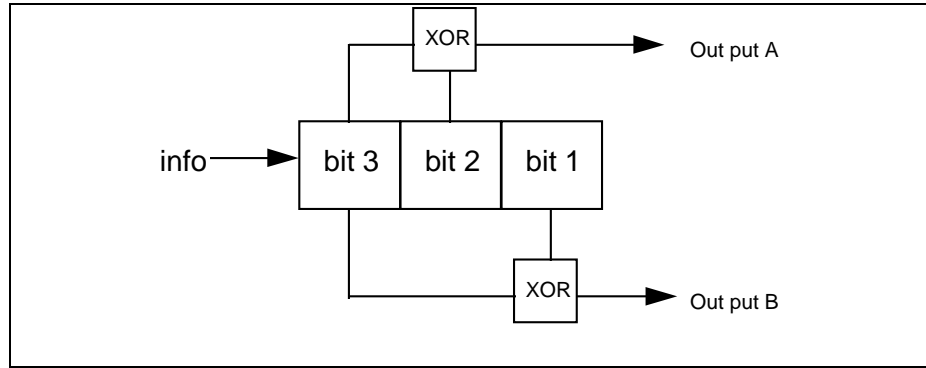 XOR
Out put A
info
bit 3
bit 2
bit 1
XOR
Out put B